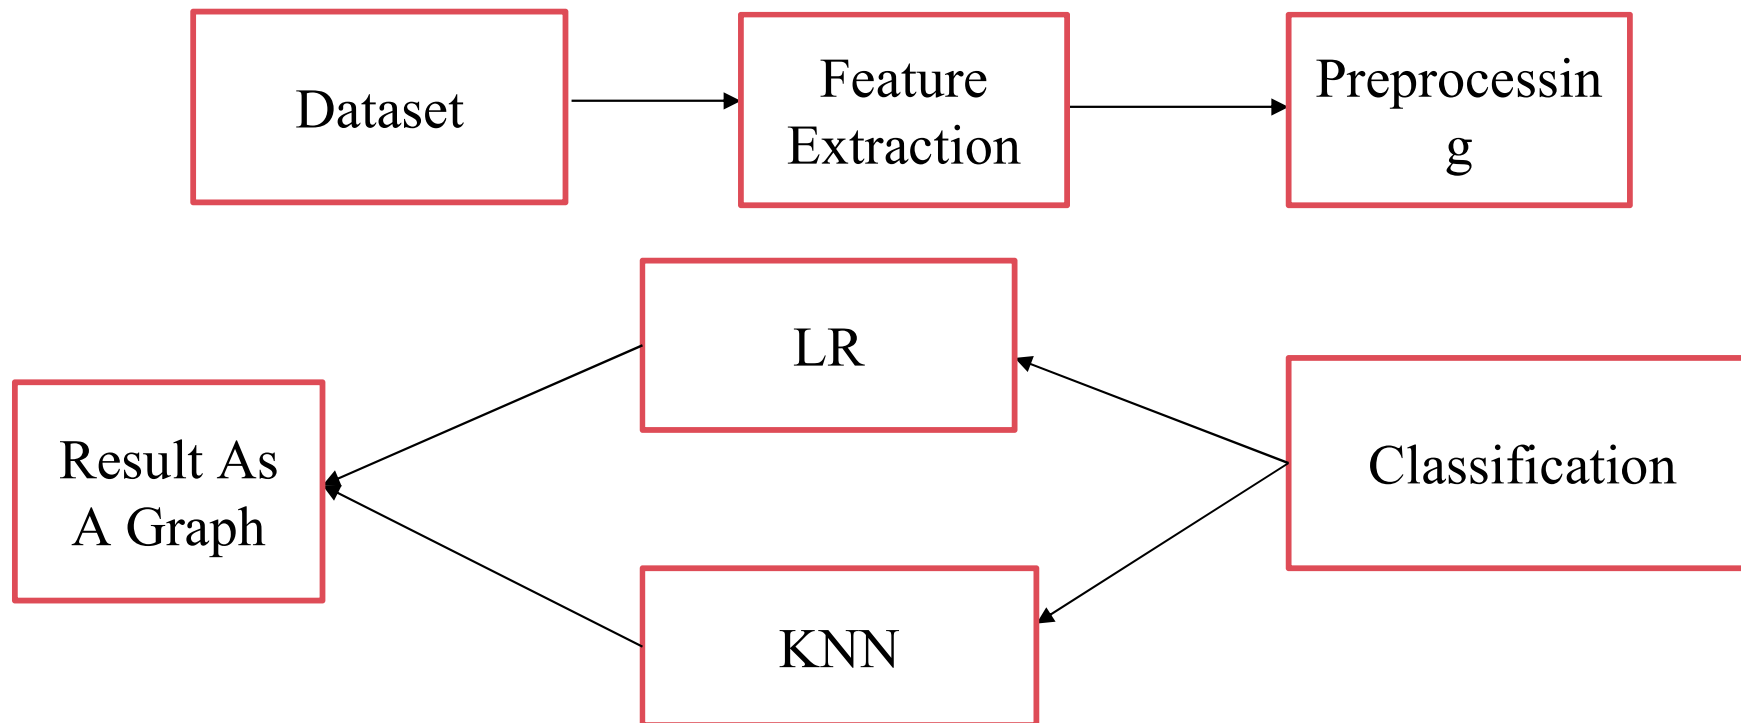 Dataset
Feature
Extraction
Preprocessin
g
LR
Result As
A Graph
Classification
KNN